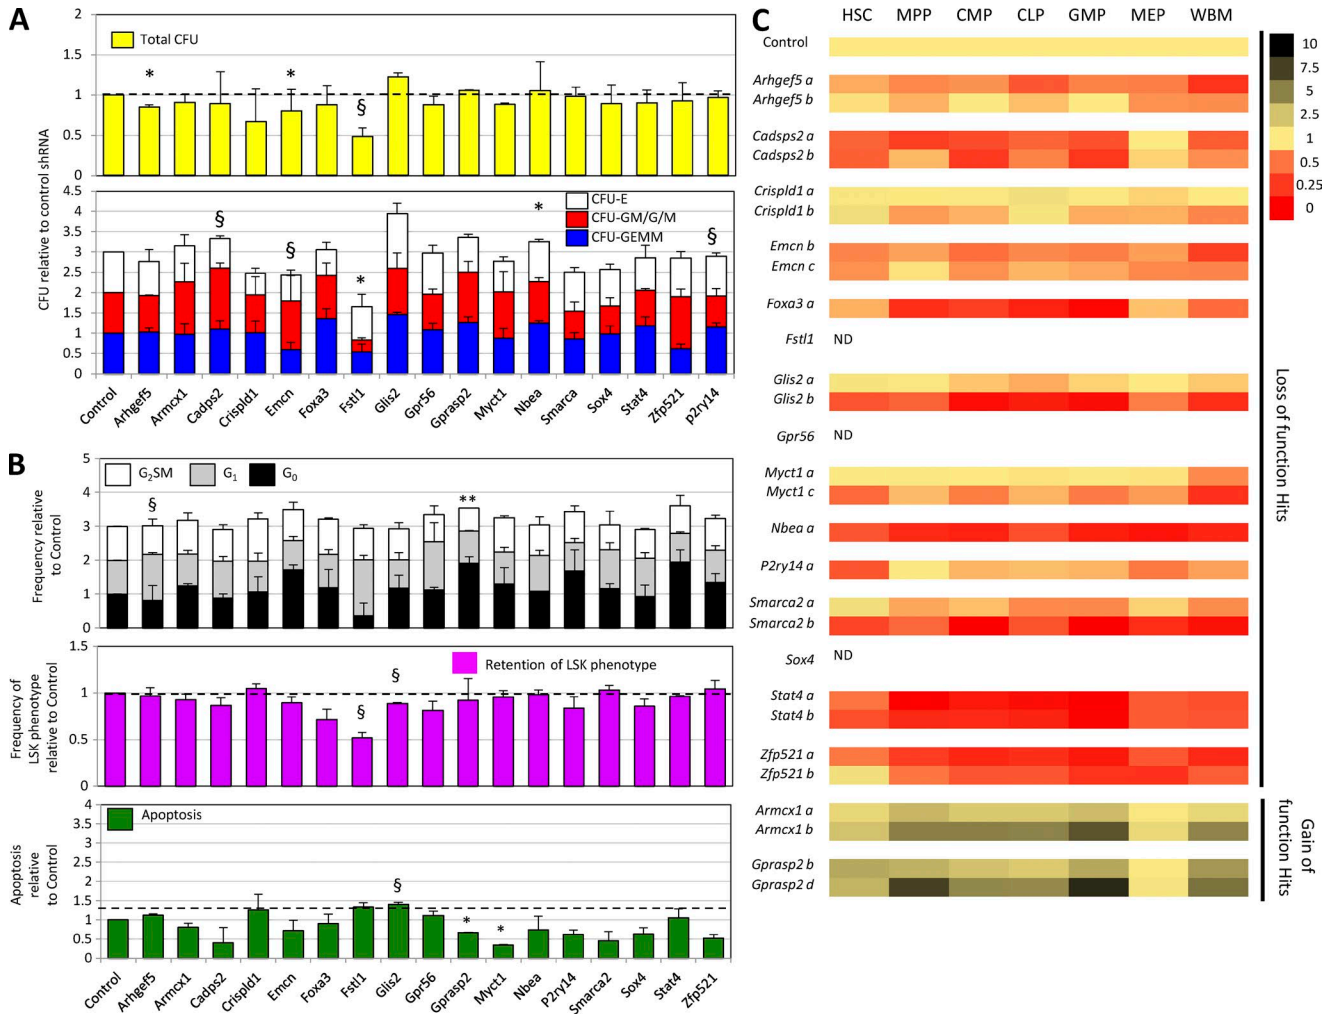 A
2
1.5
1
0.5
0
Total CFU
*
*
§
CFU relative to control shRNA
4.5
4
3.5
3
2.5
2
1.5
1
0.5
0
CFU-E
CFU-GM/G/M
CFU-GEMM
§
§
*
*
§
Control
Arhgef5
Armcx1
Cadps2
Crispld1
Emcn
Foxa3
Fstl1
Glis2
Gpr56
Gprasp2
Myct1
Nbea
Smarca
Sox4
Stat4
Zfp521
p2ry14
B
Frequency relative
to Control
5
4
3
2
1
0
G₂SM
G₁
G₀
§
**
Frequency of
LSK phenotype
relative to Control
1.5
1
0.5
0
Retention of LSK phenotype
§
§
Apoptosis
relative
to Control
4
3.5
3
2.5
2
1.5
1
0.5
0
Apoptosis
§
*
*
Control
Arhgef5
Armcx1
Cadps2
Crispld1
Emcn
Foxa3
Fstl1
Glis2
Gpr56
Gprasp2
Myct1
Nbea
P2ry14
Smarca2
Sox4
Stat4
Zfp521
C
HSC MPP CMP CLP GMP MEP WBM
Control
Arhgef5 a
Arhgef5 b
Cadsps2 a
Cadsps2 b
Crispld1 a
Crispld1 b
Emcn b
Emcn c
Foxa3 a
Fstl1 ND
Glis2 a
Glis2 b
Gpr56 ND
Myct1 a
Myct1 c
Nbea a
P2ry14 a
Smarca2 a
Smarca2 b
Sox4 ND
Stat4 a
Stat4 b
Zfp521 a
Zfp521 b
Armcx1 a
Armcx1 b
Gprasp2 b
Gprasp2 d
10
7.5
5
2.5
1
0.5
0.25
0
Loss of function Hits
Gain of
function Hits